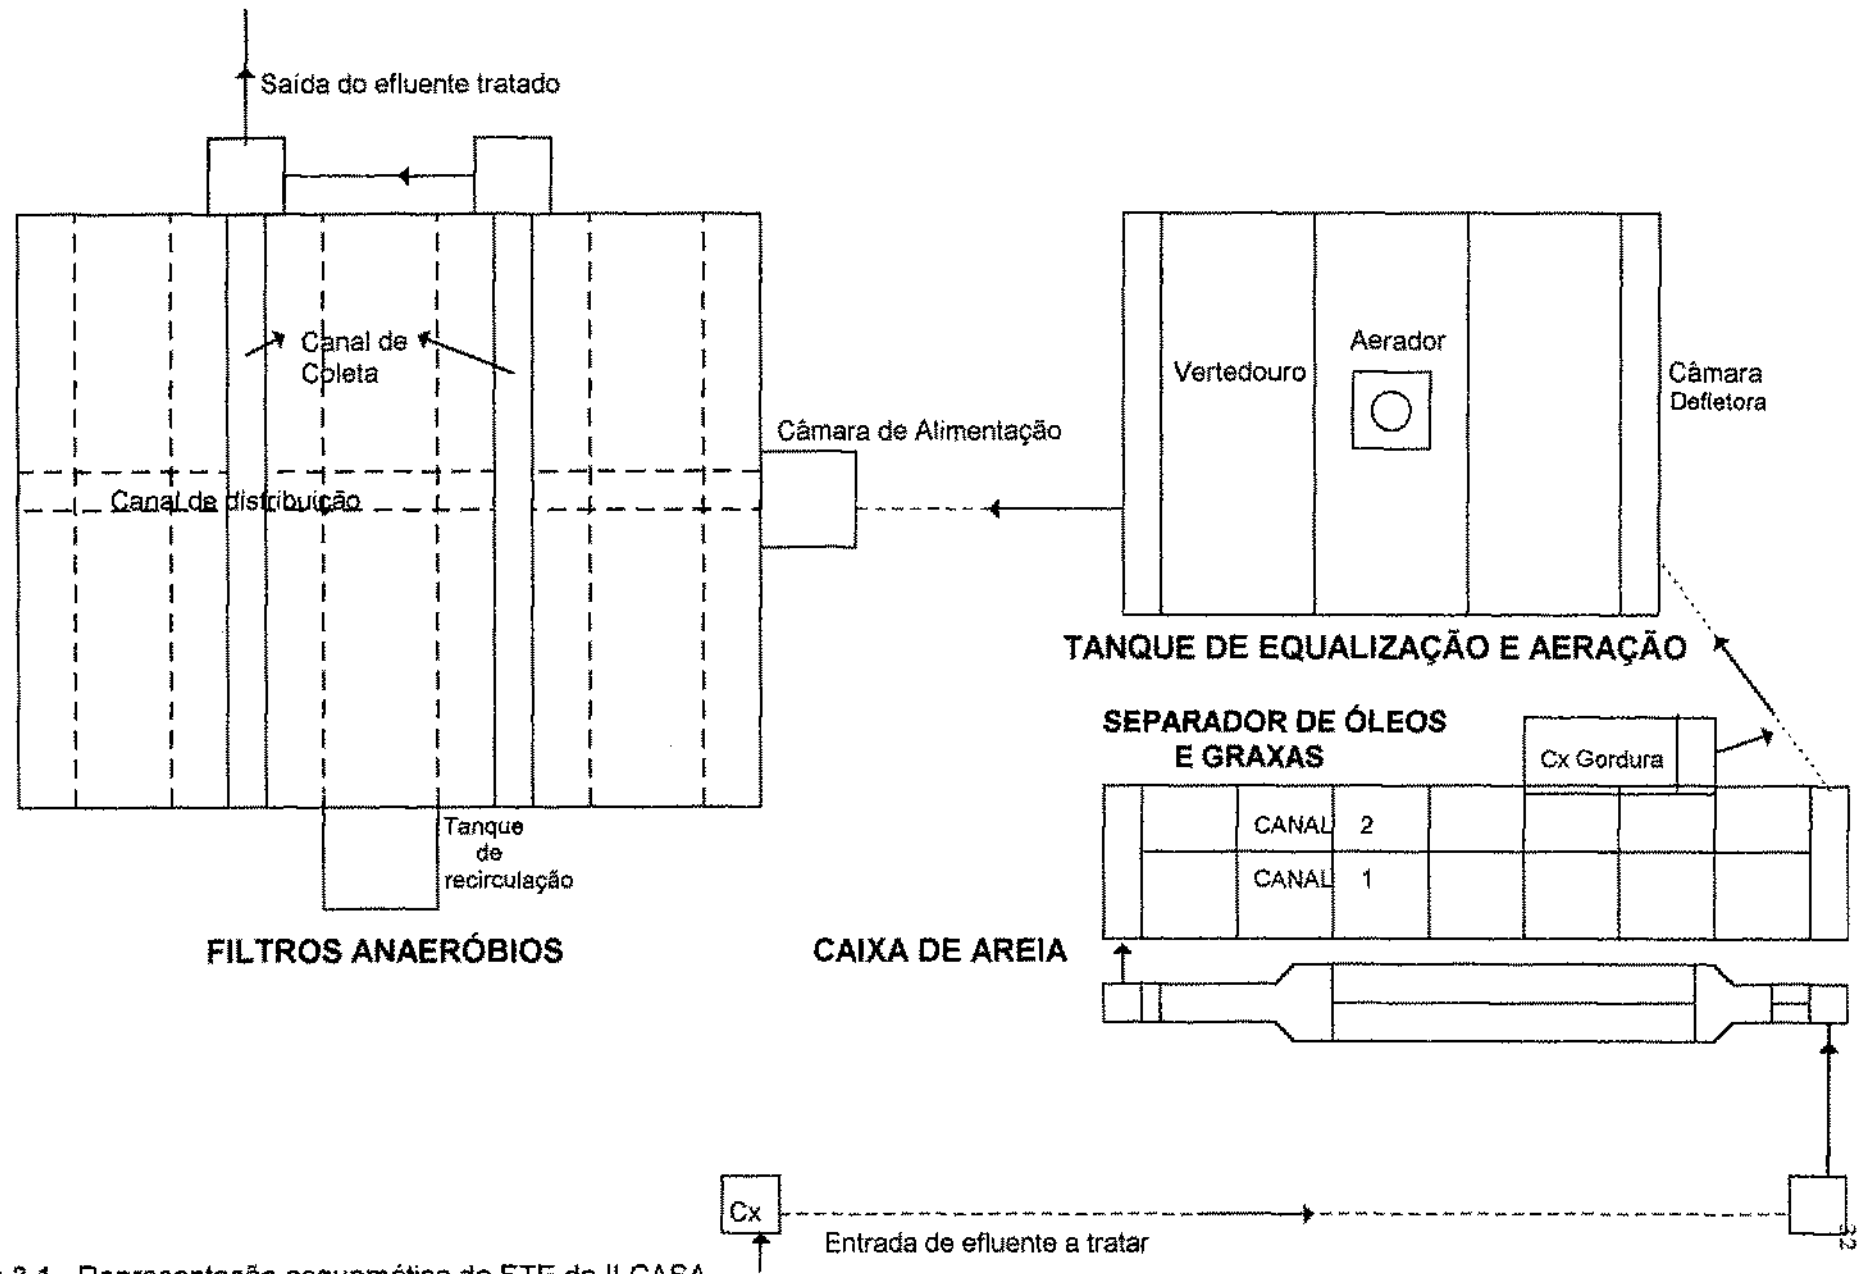 Saída do efluente tratado
Canal de
Coleta
Canal de distribuição
Câmara de Alimentação
Vertedouro
Aerador
Câmara
Defletora
TANQUE DE EQUALIZAÇÃO E AERAÇÃO
SEPARADOR DE ÓLEOS
E GRAXAS
Cx Gordura
CANAL 2
CANAL 1
Tanque
de
recirculação
FILTROS ANAERÓBIOS
CAIXA DE AREIA
Cx
Entrada de efluente a tratar
32